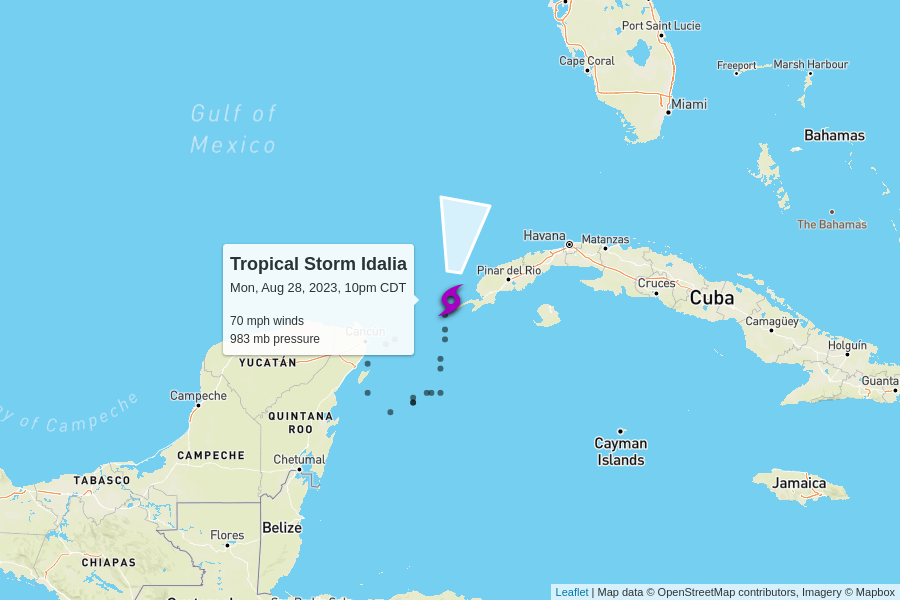 Port Saint Lucie
Cape Coral
Freeport
Marsh Harbour
Miami
Gulf of
Mexico
Bahamas
The Bahamas
Havana
Matanzas
Pinar del Rio
Cruces
Cuba
Camagüey
Holguín
Guanta
Tropical Storm Idalia
Mon, Aug 28, 2023, 10pm CDT
70 mph winds
983 mb pressure
Cancún
YUCATÁN
Campeche
y of Campeche
QUINTANA
ROO
CAMPECHE
Chetumal
TABASCO
Cayman
Islands
Jamaica
Flores
Belize
CHIAPAS
Leaflet | Map data © OpenStreetMap contributors, Imagery © Mapbox